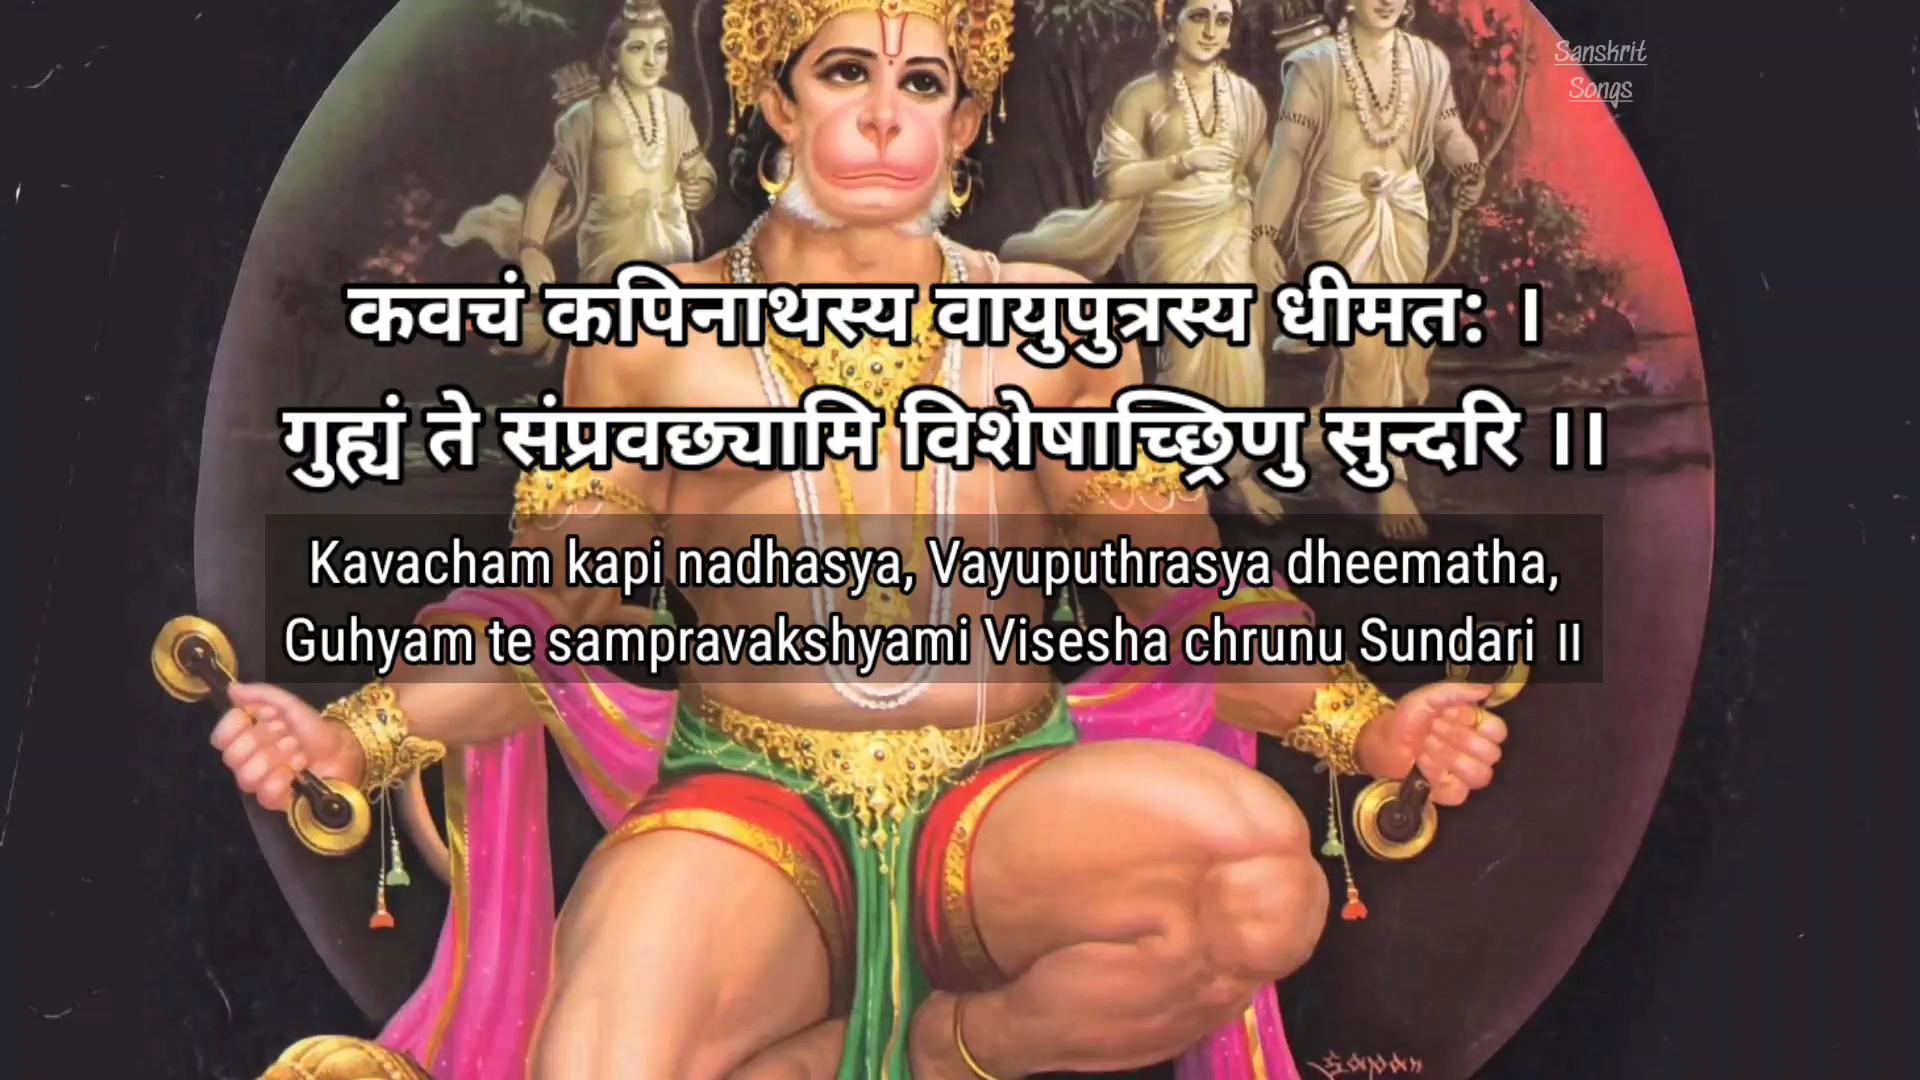 Sanskrit
Songs
कवचं कपिनाथस्य वायुपुत्रस्य धीमतः ।
गुह्यं ते संप्रवछ्यामि विशेषाच्छ्रिणु सुन्दरि ।।
Kavacham kapi nadhasya, Vayuputhrasya dheematha,
Guhyam te sampravakshyami Visesha chrunu Sundari ॥